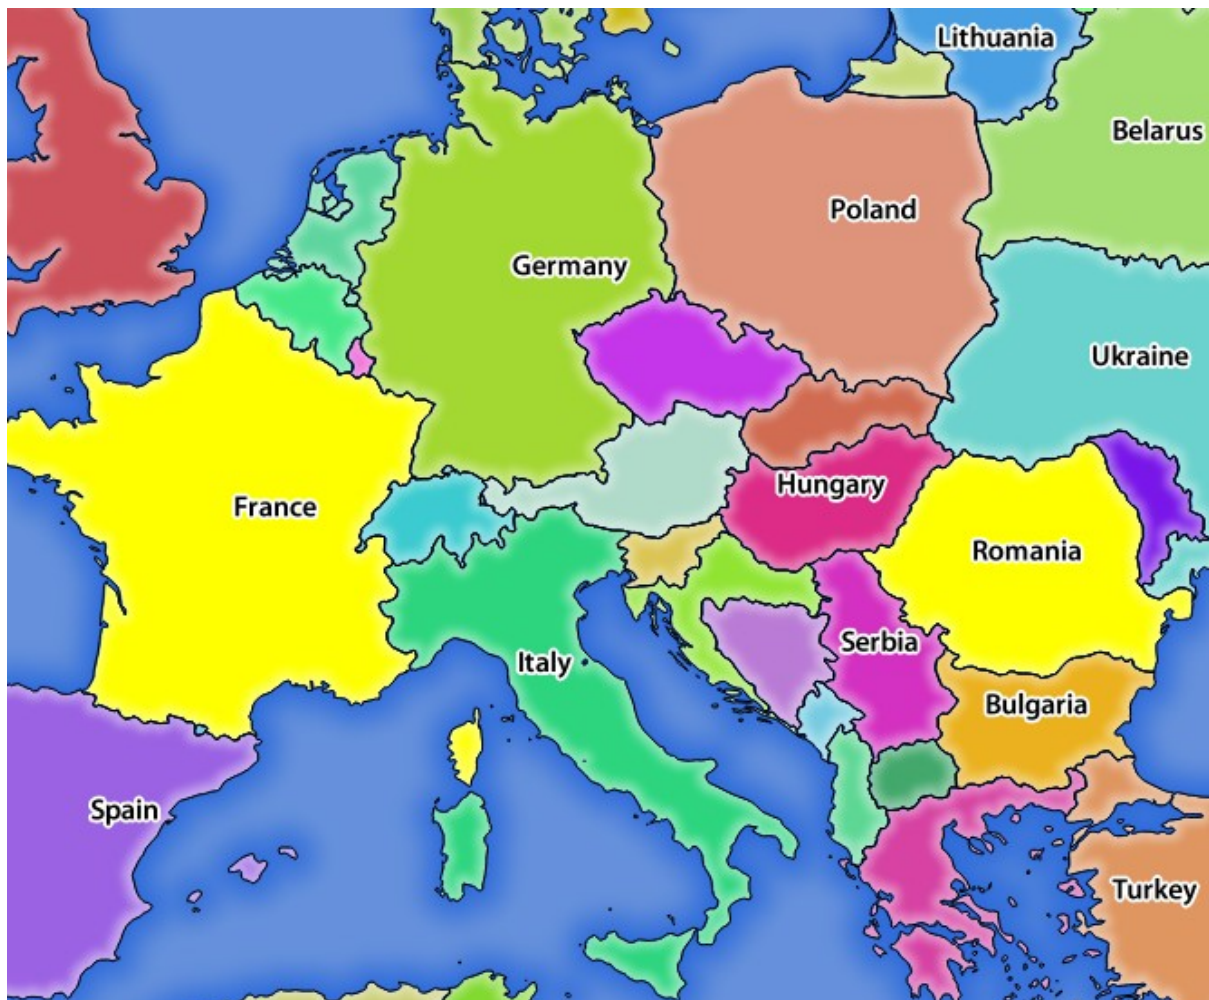 Lithuania
Belarus
Poland
Germany
Ukraine
Hungary
France
Romania
Serbia
Italy
Bulgaria
Spain
Turkey